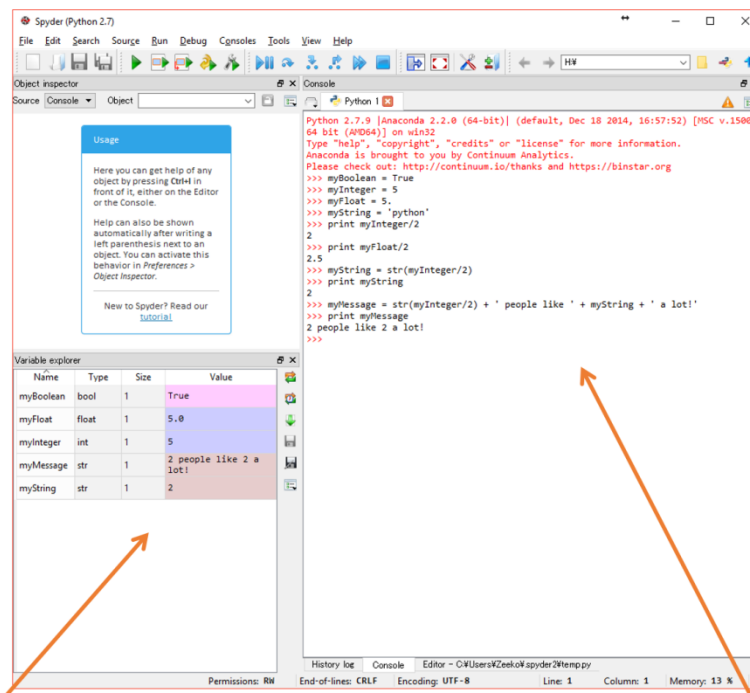 Spyder (Python 2.7)
File Edit Search Source Run Debug Consoles Tools View Help
H:¥
Object inspector
Source Console Object
Usage
Here you can get help of any
object by pressing Ctrl+I in
front of it, either on the Editor
or the Console.
Help can also be shown
automatically after writing a
left parenthesis next to an
object. You can activate this
behavior in Preferences >
Object Inspector.
New to Spyder? Read our
tutorial
Variable explorer
Name Type Size Value
myBoolean bool 1 True
myFloat float 1 5.0
myInteger int 1 5
myMessage str 1 2 people like 2 a
lot!
myString str 1 2
Console
Python 1
Python 2.7.9 |Anaconda 2.2.0 (64-bit)| (default, Dec 18 2014, 16:57:52) [MSC v.1500
64 bit (AMD64)] on win32
Type "help", "copyright", "credits" or "license" for more information.
Anaconda is brought to you by Continuum Analytics.
Please check out: http://continuum.io/thanks and https://binstar.org
>>> myBoolean = True
>>> myInteger = 5
>>> myFloat = 5.
>>> myString = 'python'
>>> print myInteger/2
2
>>> print myFloat/2
2.5
>>> myString = str(myInteger/2)
>>> print myString
2
>>> myMessage = str(myInteger/2) + ' people like ' + myString + ' a lot!'
>>> print myMessage
2 people like 2 a lot!
>>>
History log Console Editor - C:¥Users¥Zeeko¥.spyder2¥temp.py
Permissions: RW End-of-lines: CRLF Encoding: UTF-8 Line: 1 Column: 1 Memory: 13 %